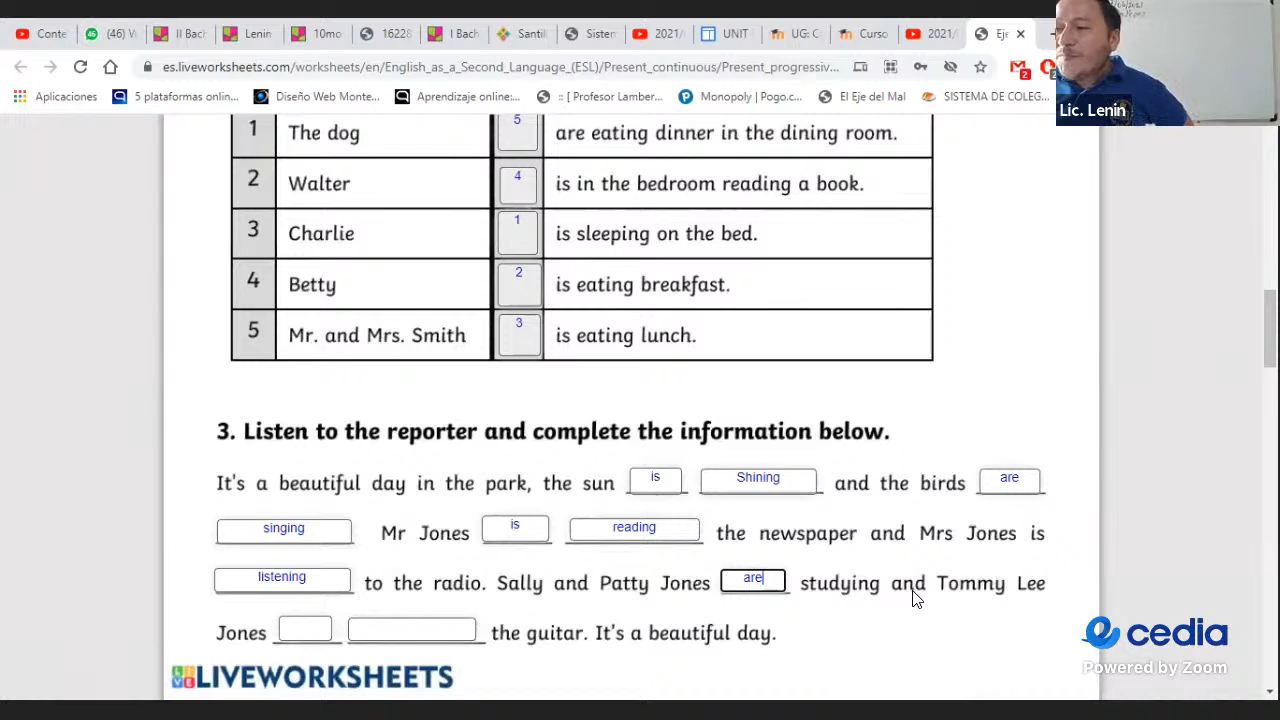 Conte
(46) V
II Bach
Lenin
10mo
16228
I Bach
Santil
Sisten
2021/
UNIT
UG: C
Curso
2021/
Eje
es.liveworksheets.com/worksheets/en/English_as_a_Second_Language_(ESL)/Present_continuous/Present_progressiv...
Aplicaciones
5 plataformas onlin...
Diseño Web Monte...
Aprendizaje online:...
:: [ Profesor Lamber...
Monopoly | Pogo.c...
El Eje del Mal
SISTEMA DE COLEG...
Lic. Lenin
1 The dog 5 are eating dinner in the dining room.
2 Walter 4 is in the bedroom reading a book.
3 Charlie 1 is sleeping on the bed.
4 Betty 2 is eating breakfast.
5 Mr. and Mrs. Smith 3 is eating lunch.
3. Listen to the reporter and complete the information below.
It's a beautiful day in the park, the sun is Shining and the birds are
singing Mr Jones is reading the newspaper and Mrs Jones is
listening to the radio. Sally and Patty Jones are studying and Tommy Lee
Jones the guitar. It's a beautiful day.
LIVEWORKSHEETS
cedia
Powered by Zoom